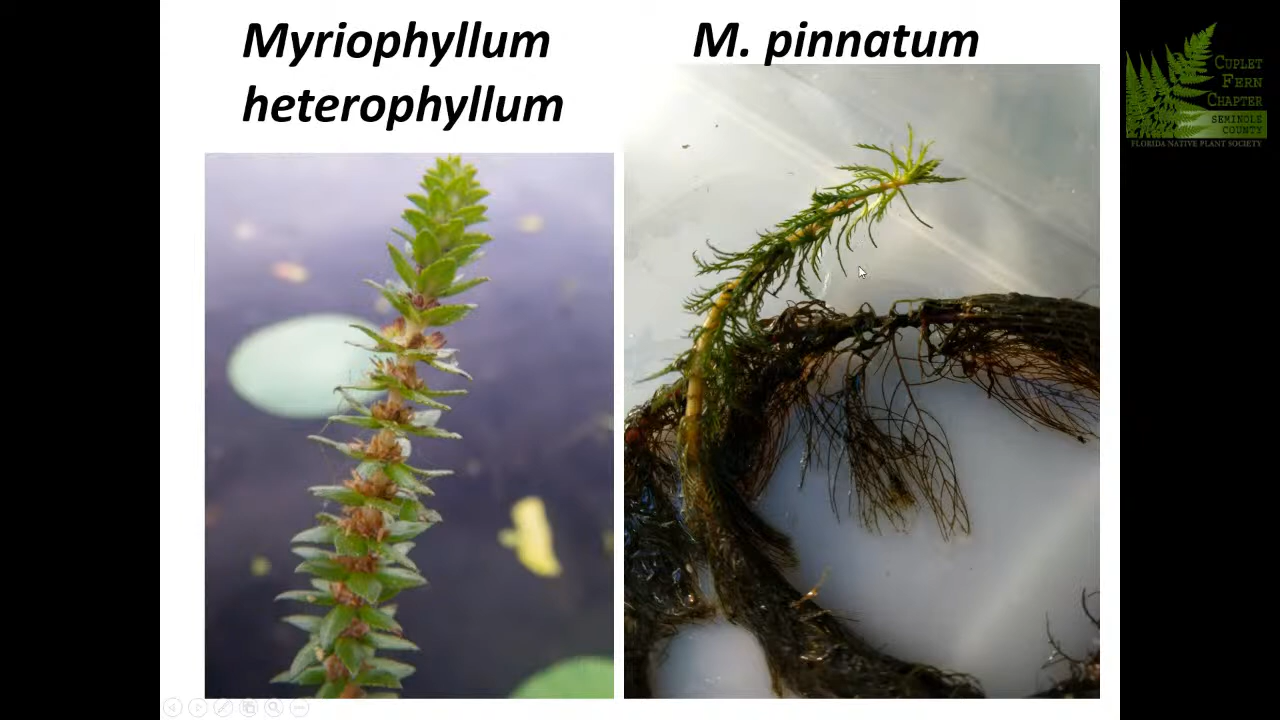 Myriophyllum
heterophyllum
M. pinnatum
CUPLET
FERN
CHAPTER
SEMINOLE
COUNTY
FLORIDA NATIVE PLANT SOCIETY